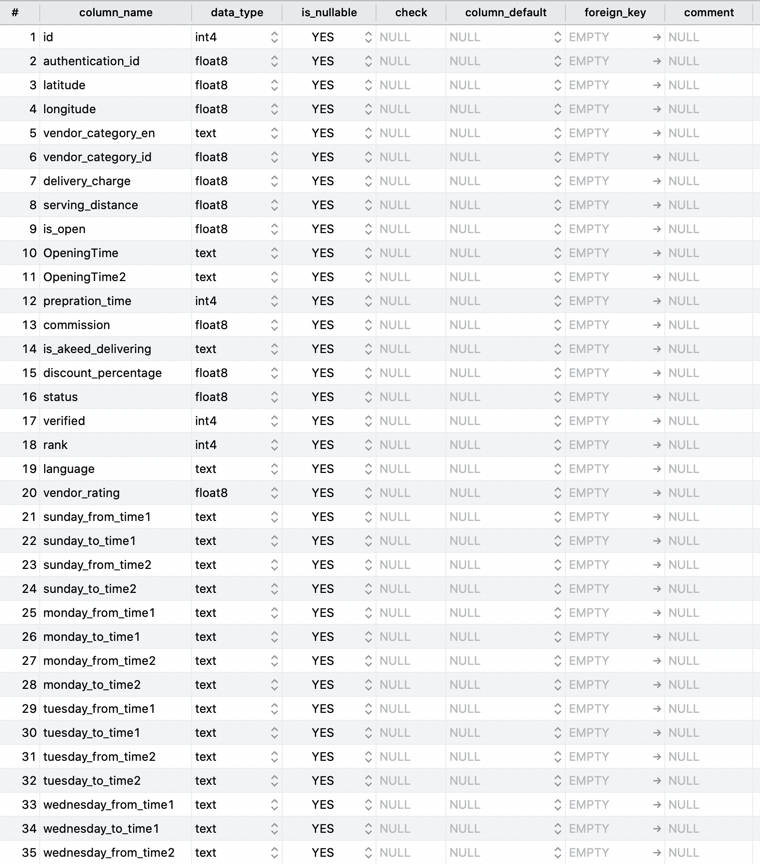 # column_name data_type is_nullable check column_default foreign_key comment
1 id int4 YES NULL NULL EMPTY NULL
2 authentication_id float8 YES NULL NULL EMPTY NULL
3 latitude float8 YES NULL NULL EMPTY NULL
4 longitude float8 YES NULL NULL EMPTY NULL
5 vendor_category_en text YES NULL NULL EMPTY NULL
6 vendor_category_id float8 YES NULL NULL EMPTY NULL
7 delivery_charge float8 YES NULL NULL EMPTY NULL
8 serving_distance float8 YES NULL NULL EMPTY NULL
9 is_open float8 YES NULL NULL EMPTY NULL
10 OpeningTime text YES NULL NULL EMPTY NULL
11 OpeningTime2 text YES NULL NULL EMPTY NULL
12 prepration_time int4 YES NULL NULL EMPTY NULL
13 commission float8 YES NULL NULL EMPTY NULL
14 is_akeed_delivering text YES NULL NULL EMPTY NULL
15 discount_percentage float8 YES NULL NULL EMPTY NULL
16 status float8 YES NULL NULL EMPTY NULL
17 verified int4 YES NULL NULL EMPTY NULL
18 rank int4 YES NULL NULL EMPTY NULL
19 language text YES NULL NULL EMPTY NULL
20 vendor_rating float8 YES NULL NULL EMPTY NULL
21 sunday_from_time1 text YES NULL NULL EMPTY NULL
22 sunday_to_time1 text YES NULL NULL EMPTY NULL
23 sunday_from_time2 text YES NULL NULL EMPTY NULL
24 sunday_to_time2 text YES NULL NULL EMPTY NULL
25 monday_from_time1 text YES NULL NULL EMPTY NULL
26 monday_to_time1 text YES NULL NULL EMPTY NULL
27 monday_from_time2 text YES NULL NULL EMPTY NULL
28 monday_to_time2 text YES NULL NULL EMPTY NULL
29 tuesday_from_time1 text YES NULL NULL EMPTY NULL
30 tuesday_to_time1 text YES NULL NULL EMPTY NULL
31 tuesday_from_time2 text YES NULL NULL EMPTY NULL
32 tuesday_to_time2 text YES NULL NULL EMPTY NULL
33 wednesday_from_time1 text YES NULL NULL EMPTY NULL
34 wednesday_to_time1 text YES NULL NULL EMPTY NULL
35 wednesday_from_time2 text YES NULL NULL EMPTY NULL